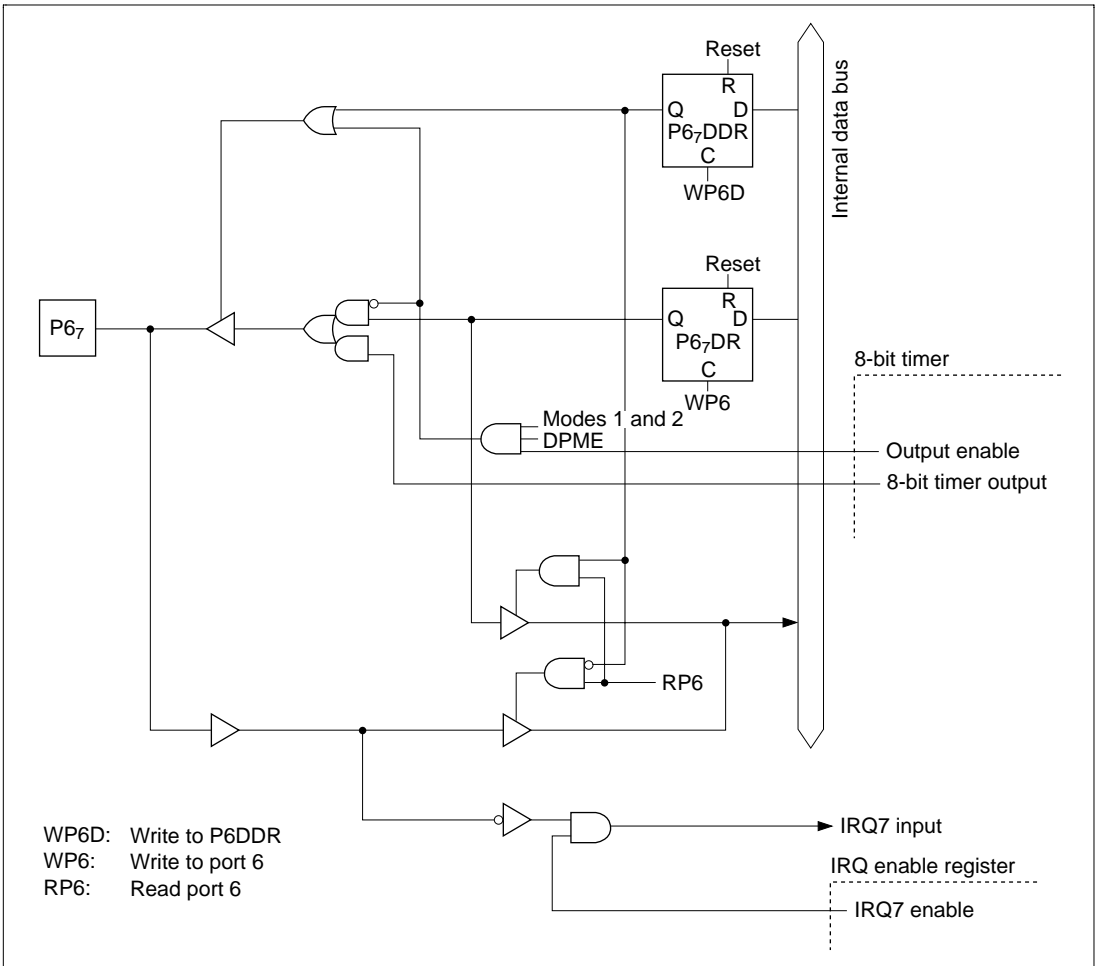 Reset
R
Q D
P6₇DDR
C
WP6D
Internal data bus
Reset
R
Q D
P6₇DR
C
WP6
P6₇
8-bit timer
Modes 1 and 2
DPME
Output enable
8-bit timer output
RP6
IRQ7 input
IRQ enable register
IRQ7 enable
WP6D: Write to P6DDR
WP6: Write to port 6
RP6: Read port 6